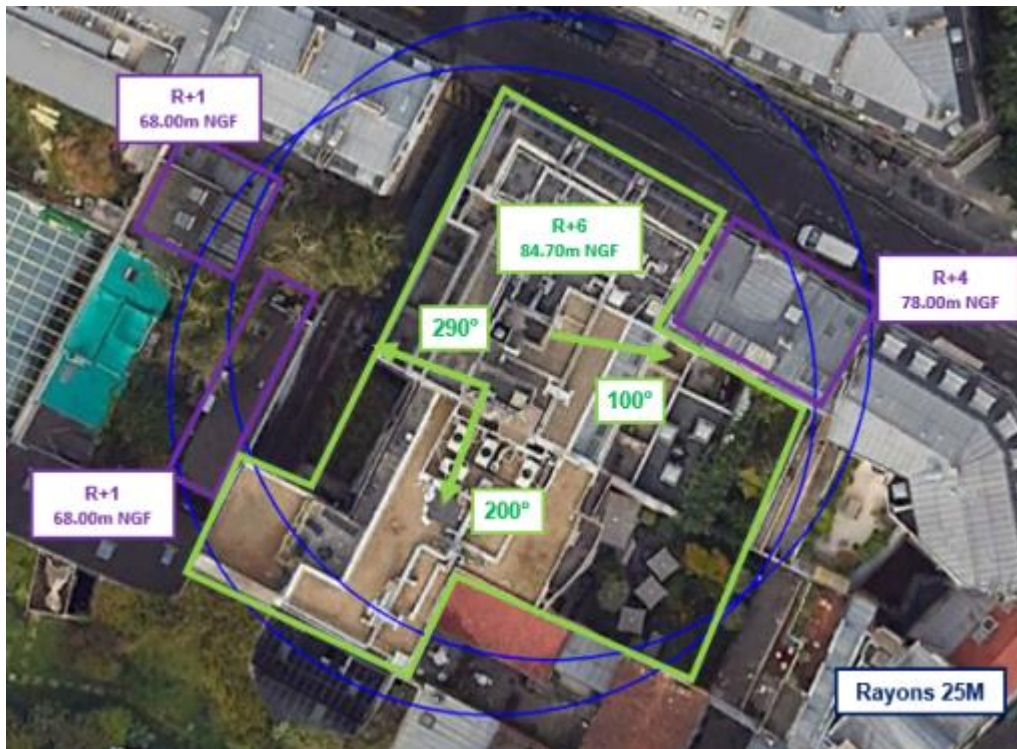 R+1
68.00m NGF
R+6
84.70m NGF
R+4
78.00m NGF
290°
100°
R+1
68.00m NGF
200°
Rayons 25M